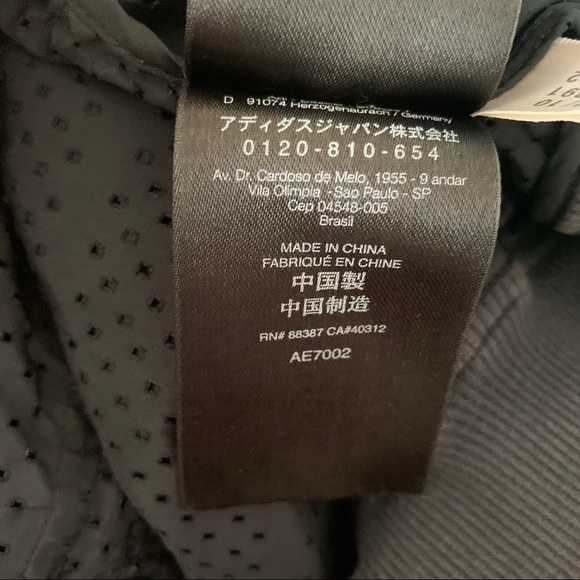 D 91074 Herzogenaurach / Germany
アディダスジャパン株式会社
0120-810-654
Av. Dr. Cardoso de Melo, 1955 - 9 andar
Vila Olimpia -Sao Paulo - SP
Cep 04548-005
Brasil
MADE IN CHINA
FABRIQUÉ EN CHINE
中国製
中国制造
RN# 88387 CA#40312
AE7002